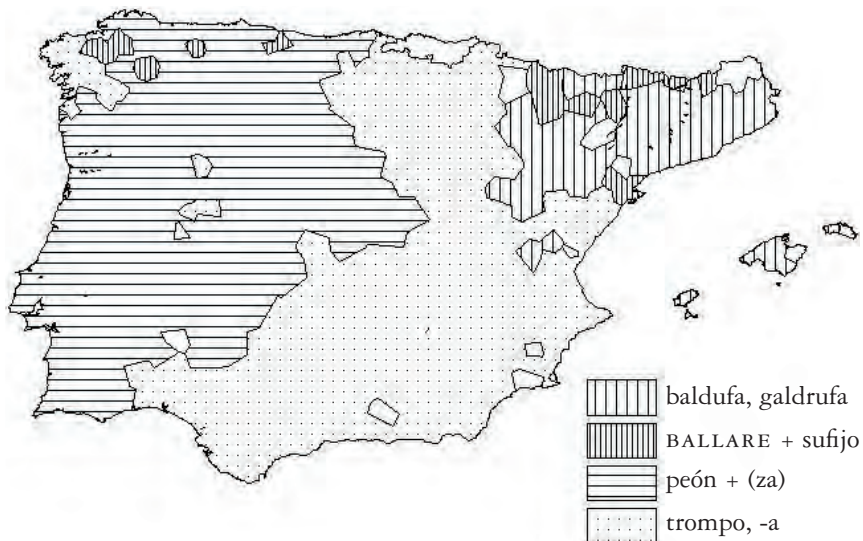 baldufa, galdrufa
BALLARE + sufijo
peón + (za)
trompo, -a